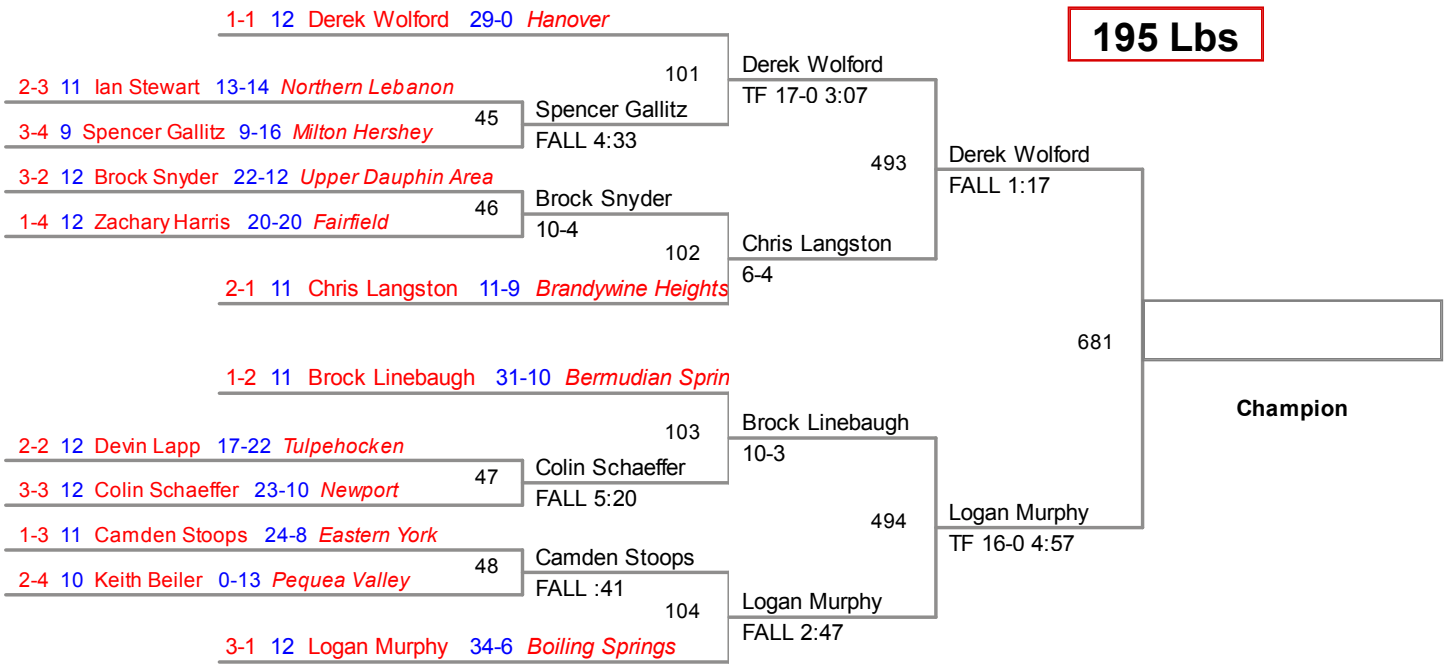 1-1 12 Derek Wolford 29-0 Hanover
195 Lbs
101
Derek Wolford
TF 17-0 3:07
2-3 11 Ian Stewart 13-14 Northern Lebanon
45
Spencer Gallitz
FALL 4:33
3-4 9 Spencer Gallitz 9-16 Milton Hershey
493
Derek Wolford
FALL 1:17
3-2 12 Brock Snyder 22-12 Upper Dauphin Area
46
Brock Snyder
10-4
1-4 12 Zachary Harris 20-20 Fairfield
102
Chris Langston
6-4
2-1 11 Chris Langston 11-9 Brandywine Heights
681
Champion
1-2 11 Brock Linebaugh 31-10 Bermudian Sprin
103
Brock Linebaugh
10-3
2-2 12 Devin Lapp 17-22 Tulpehocken
47
Colin Schaeffer
FALL 5:20
3-3 12 Colin Schaeffer 23-10 Newport
494
Logan Murphy
TF 16-0 4:57
1-3 11 Camden Stoops 24-8 Eastern York
48
Camden Stoops
FALL :41
2-4 10 Keith Beiler 0-13 Pequea Valley
104
Logan Murphy
FALL 2:47
3-1 12 Logan Murphy 34-6 Boiling Springs